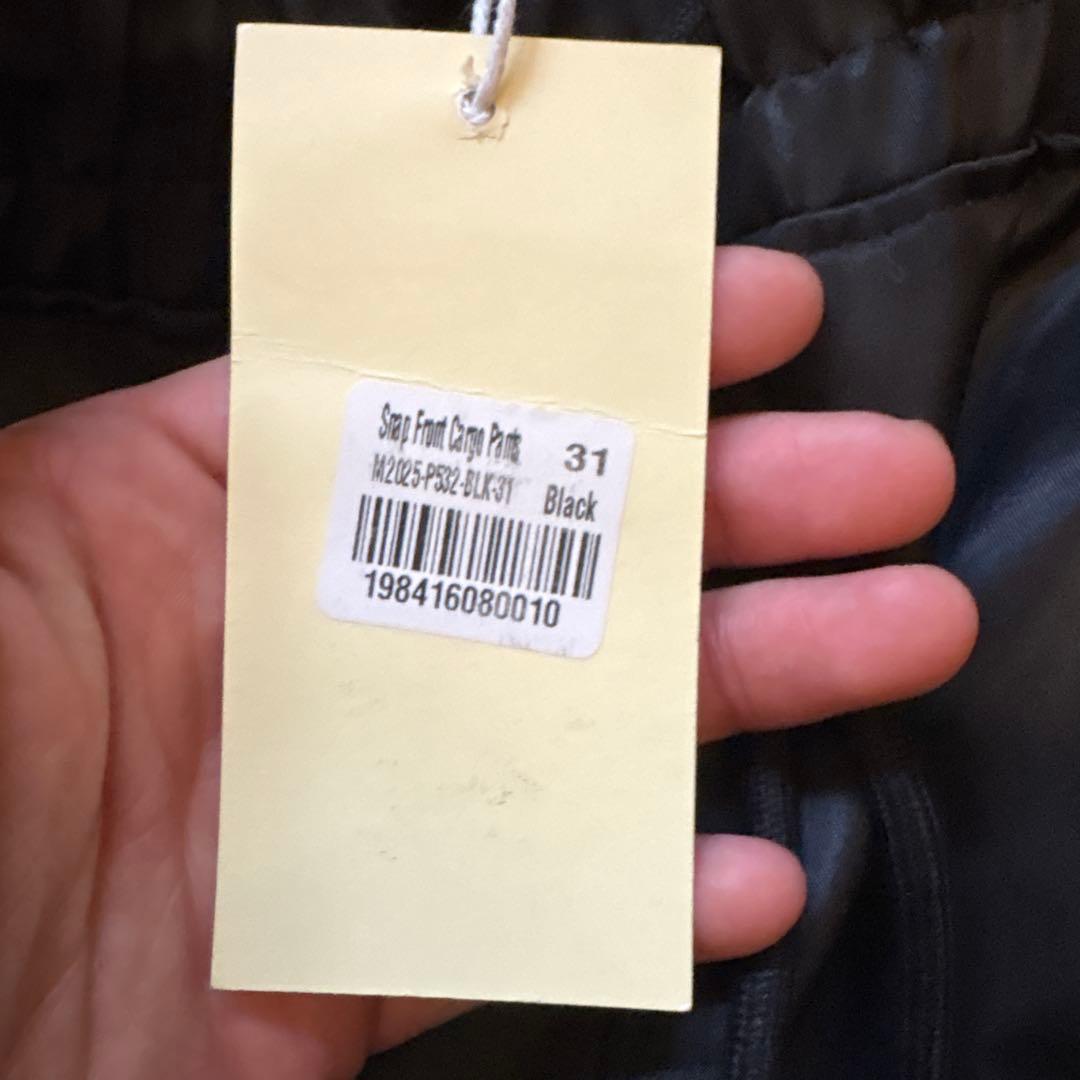 Snap Front Cargo Pants 31
M2025-P532-BLK-31 Black
198416080010